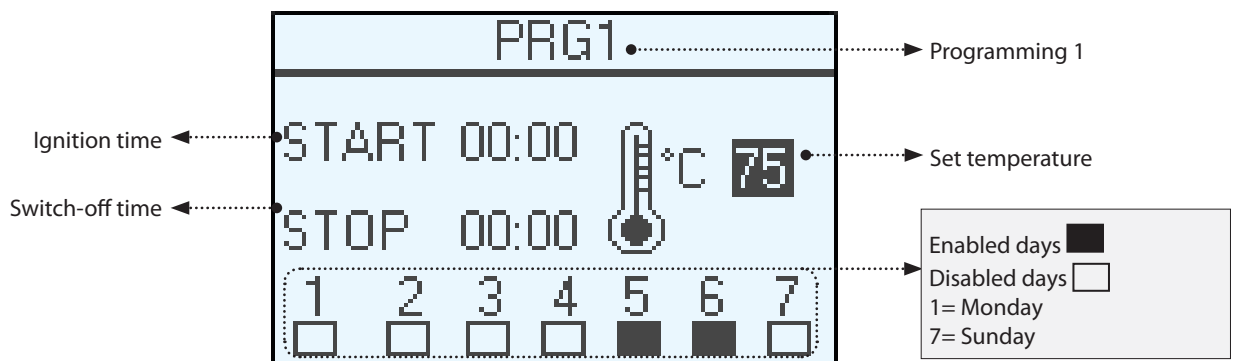 PRG1
Programming 1
Ignition time
START 00:00
°C
75
Set temperature
Switch-off time
STOP 00:00
1 2 3 4 5 6 7
Enabled days
Disabled days
1= Monday
7= Sunday